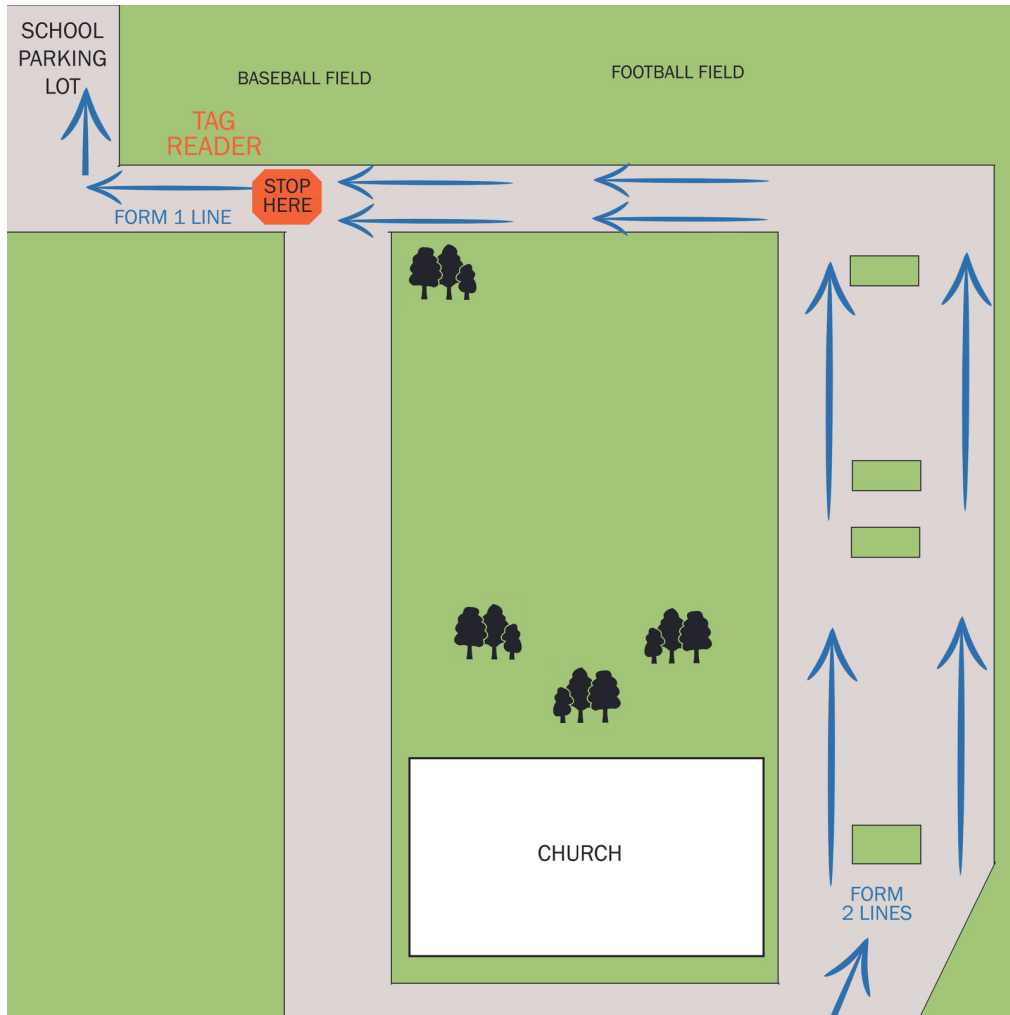 SCHOOL
PARKING
LOT
BASEBALL FIELD
FOOTBALL FIELD
TAG
READER
STOP
HERE
FORM 1 LINE
CHURCH
FORM
2 LINES